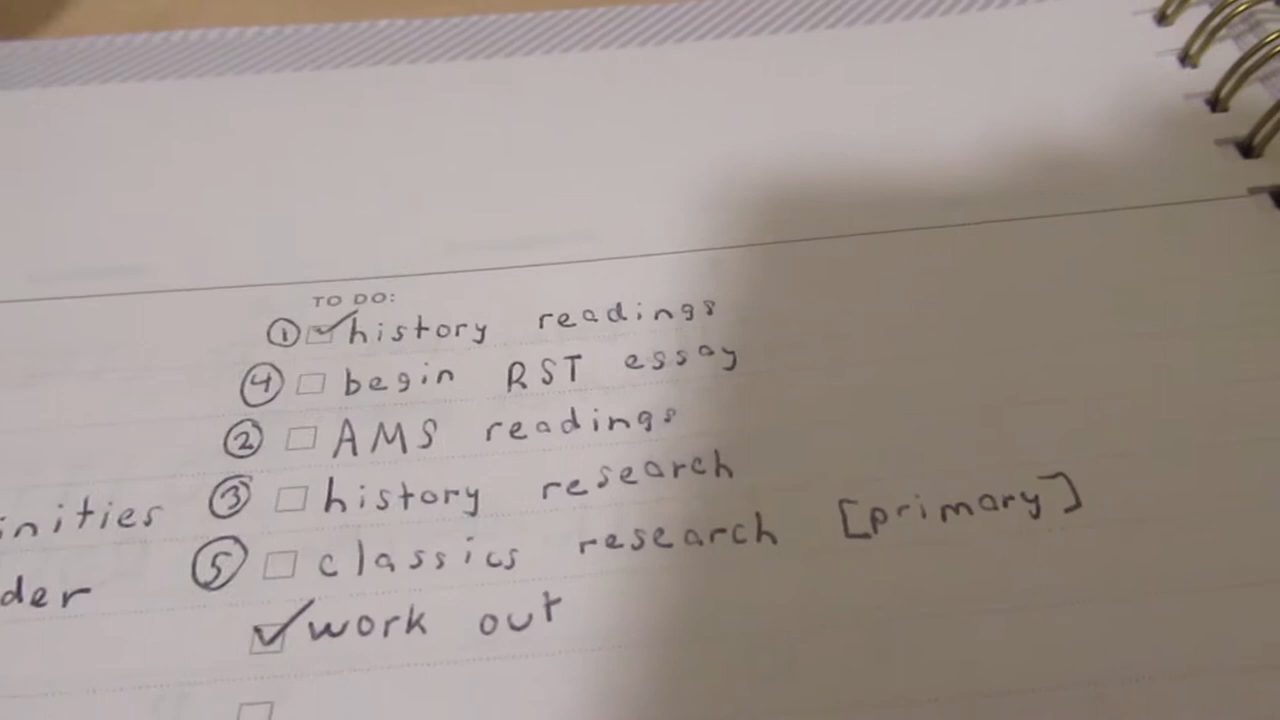 TO DO:
① history readings
④ begin RST essay
② AMS readings
③ history research
⑤ classics research [primary]
work out